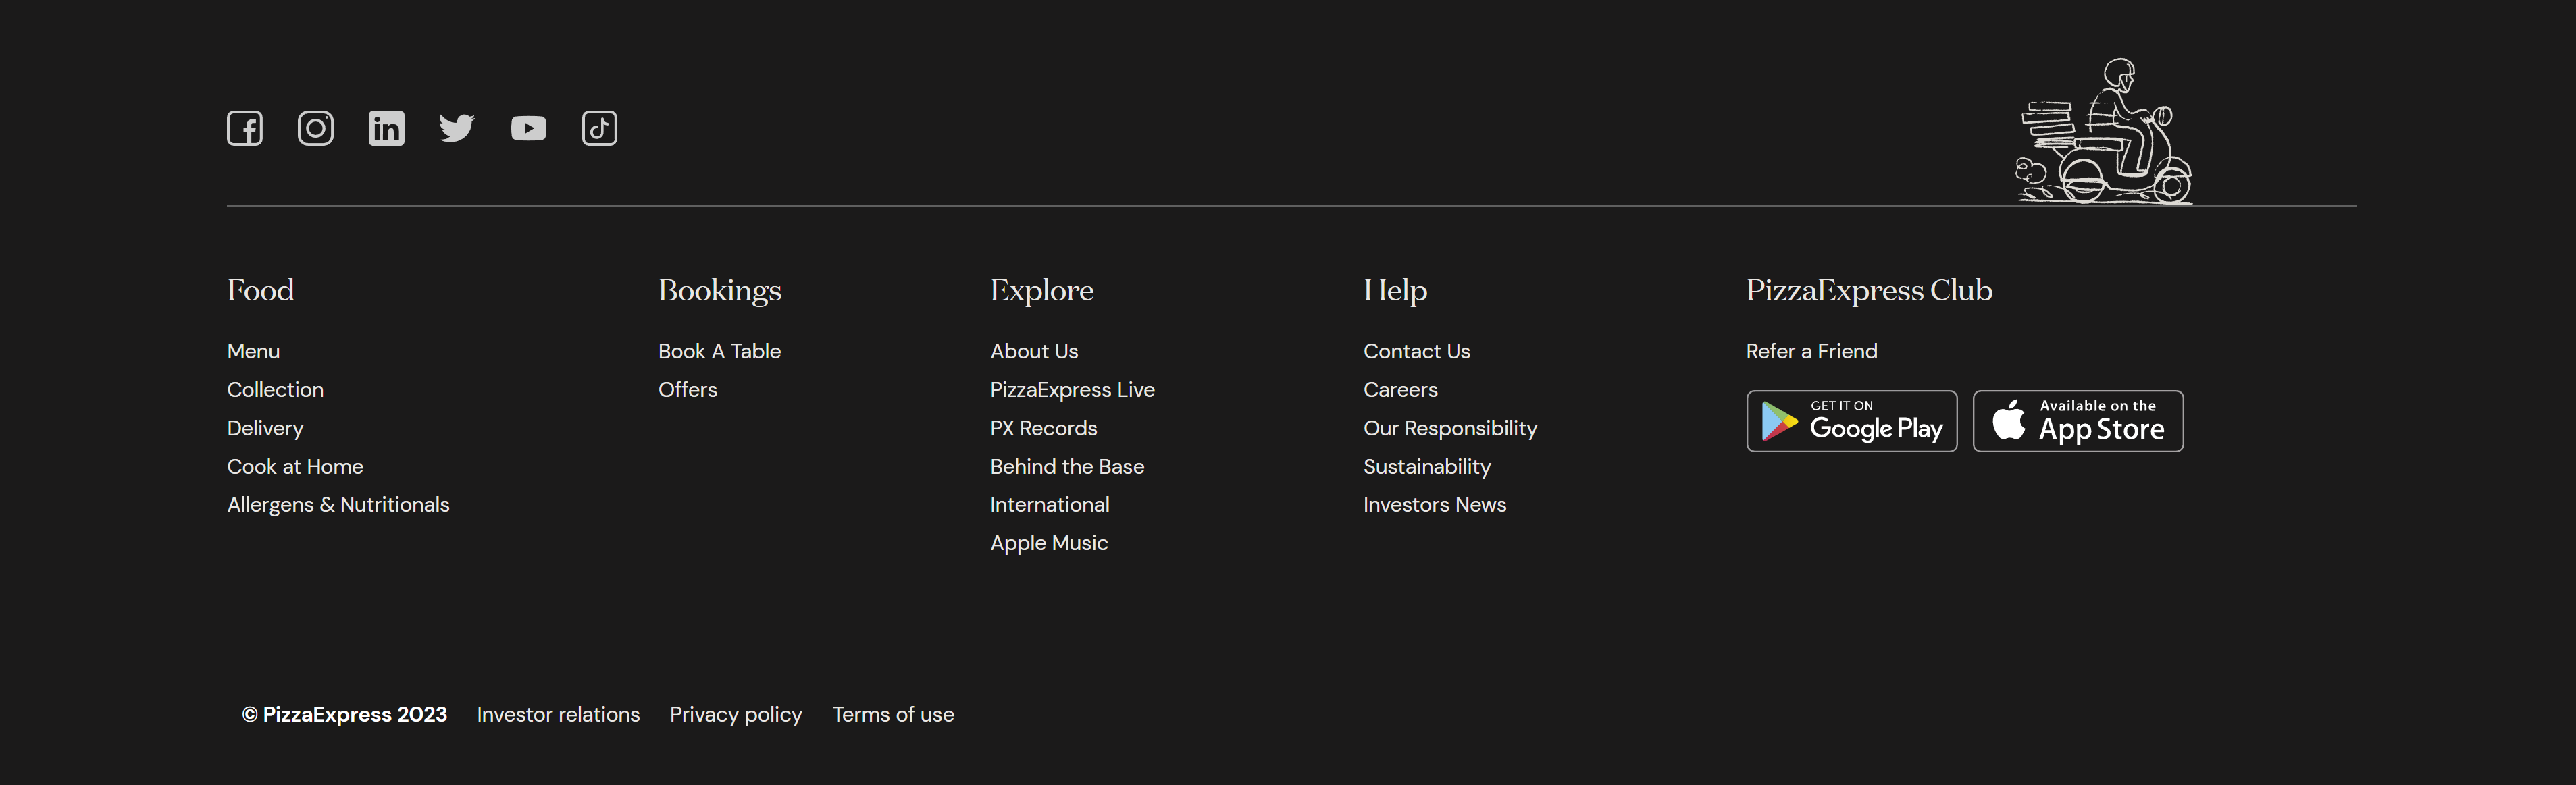 Food
Menu
Collection
Delivery
Cook at Home
Allergens & Nutritionals
Bookings
Book A Table
Offers
Explore
About Us
PizzaExpress Live
PX Records
Behind the Base
International
Apple Music
Help
Contact Us
Careers
Our Responsibility
Sustainability
Investors News
PizzaExpress Club
Refer a Friend
GET IT ON
Google Play
Available on the
App Store
© PizzaExpress 2023 Investor relations Privacy policy Terms of use